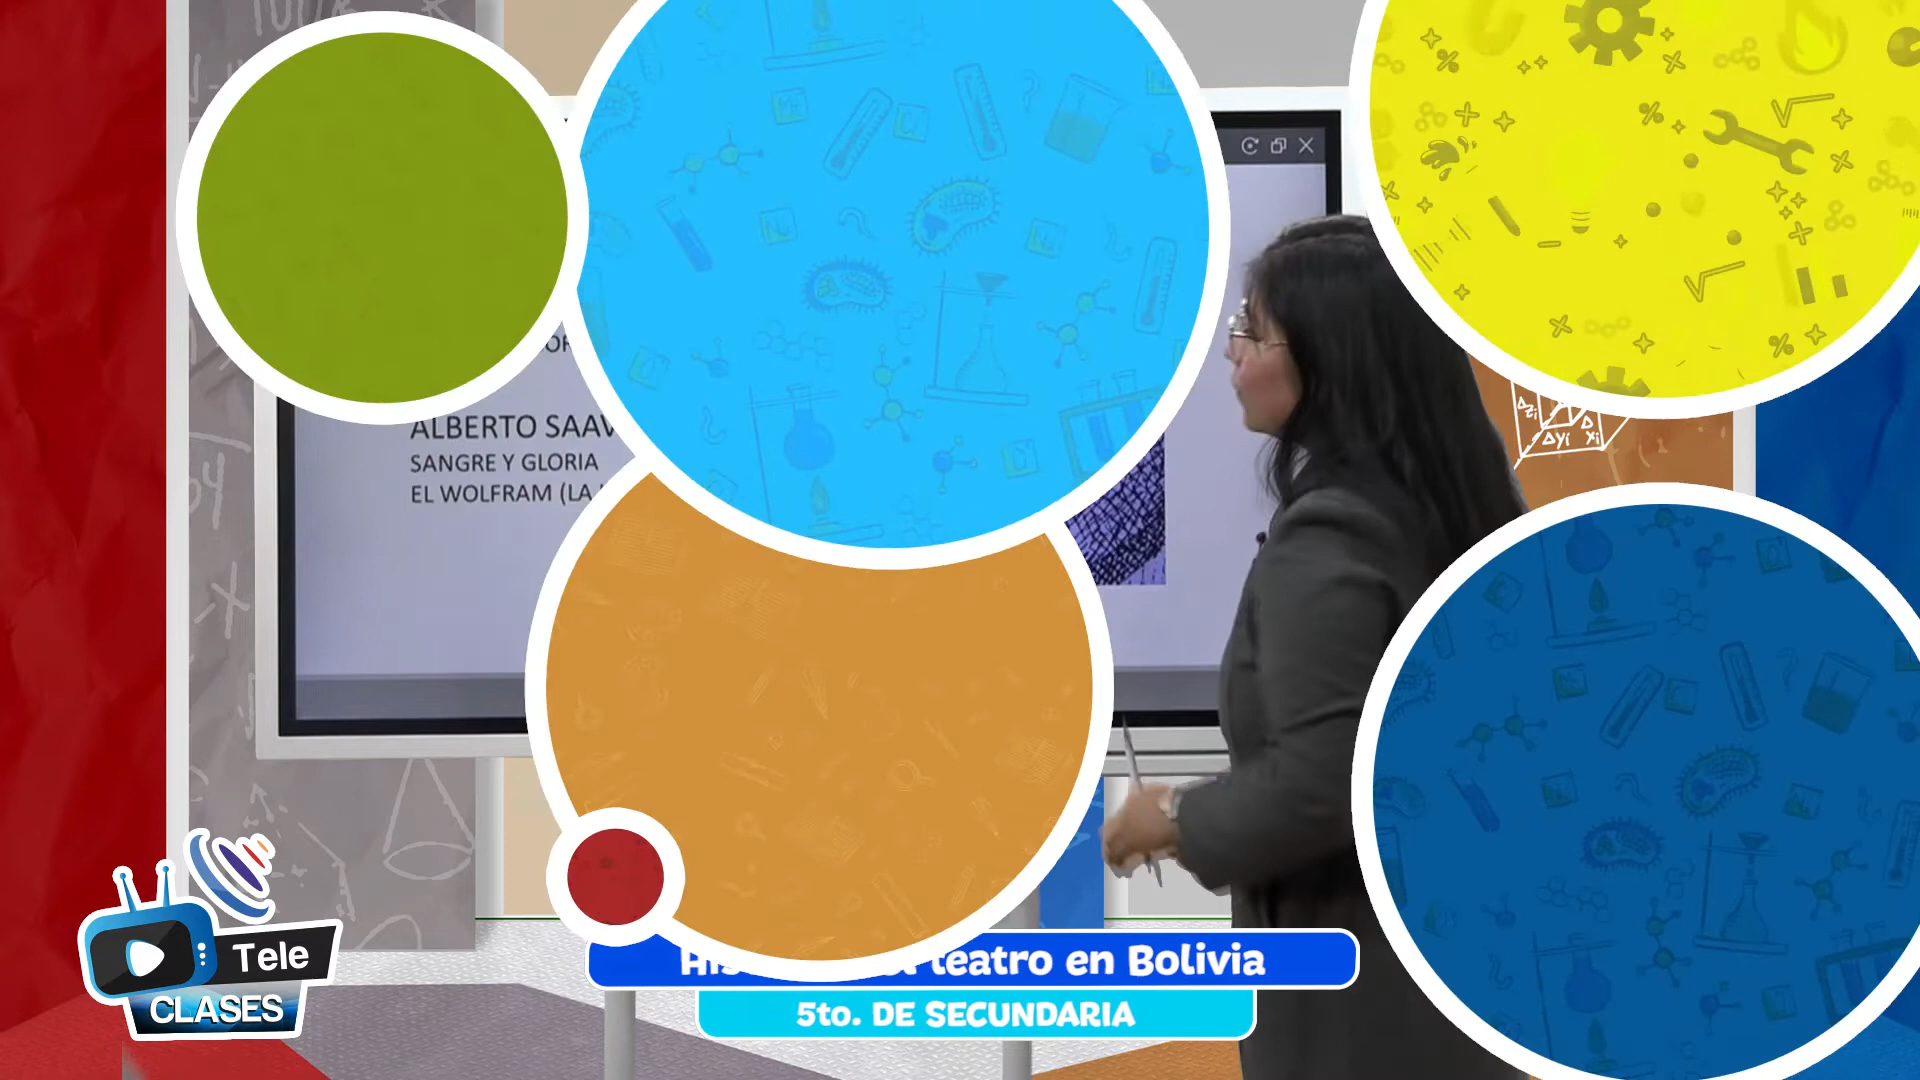 ALBERTO SAAV
SANGRE Y GLORIA
EL WOLFRAM (LA
teatro en Bolivia
5to. DE SECUNDARIA
Tele
CLASES